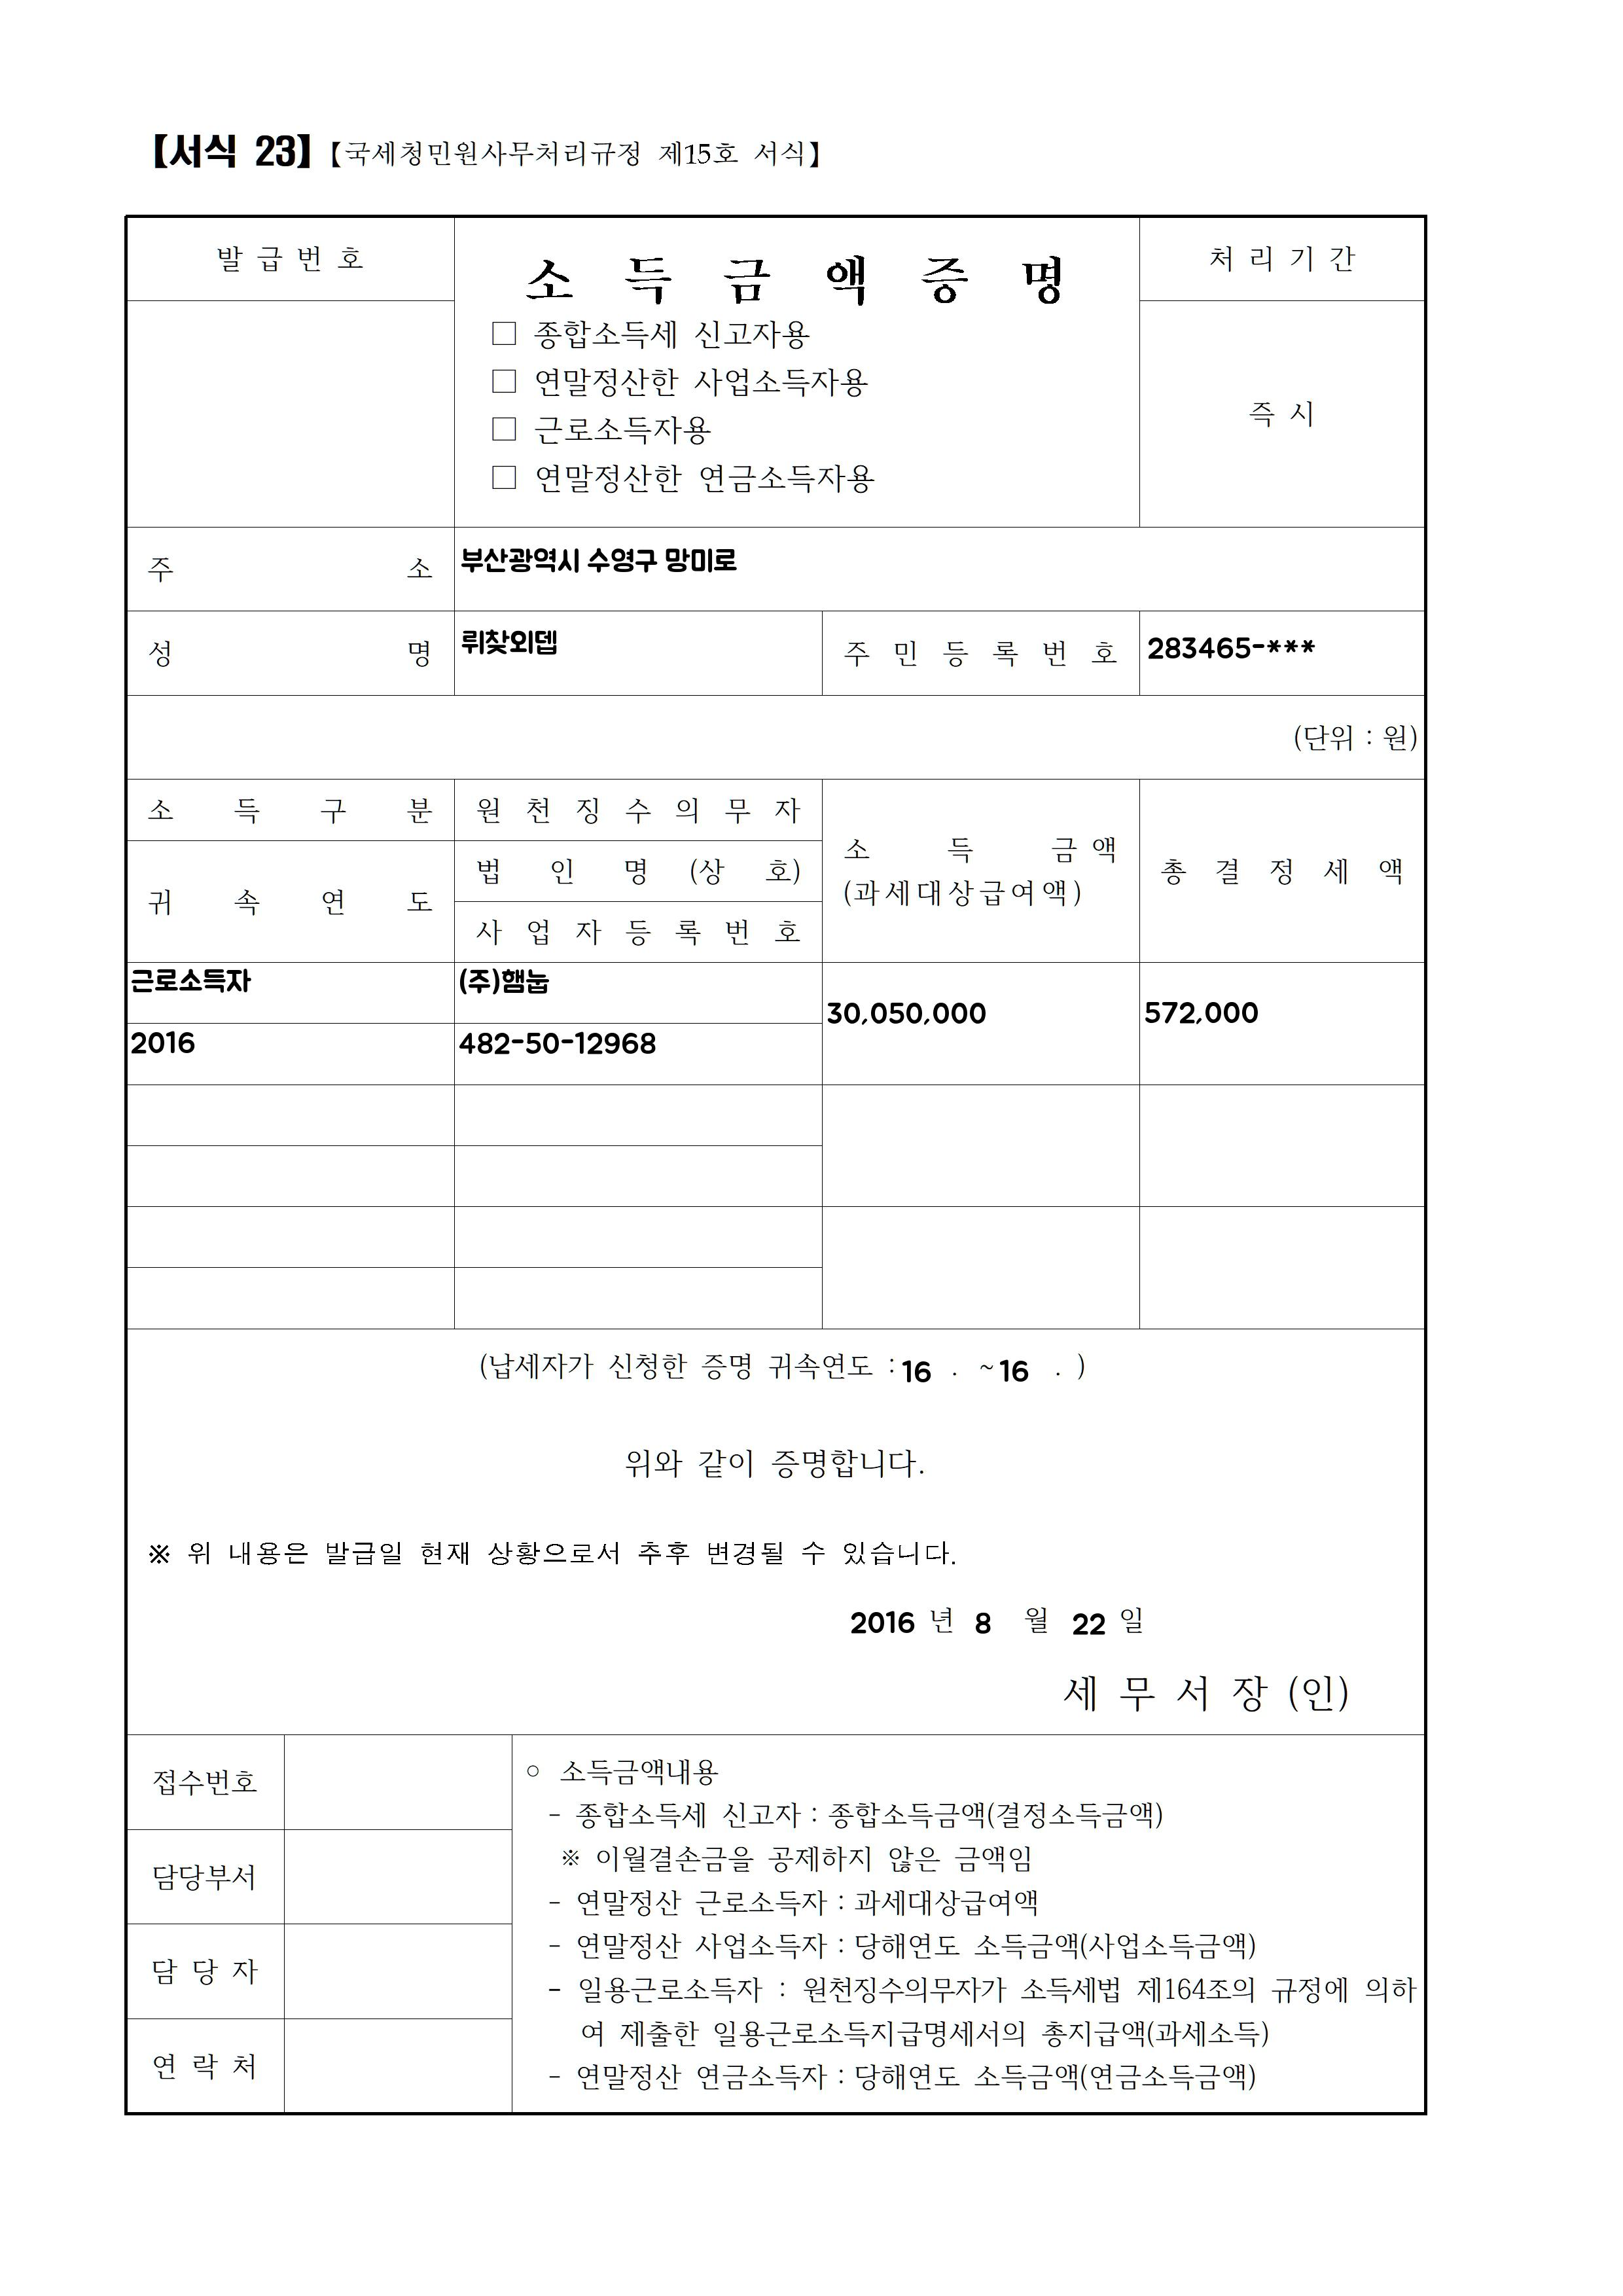 【서식 23】【국세청민원사무처리규정 제15호 서식】
발 급 번 호
소 득 금 액 증 명
처 리 기 간
□ 종합소득세 신고자용
□ 연말정산한 사업소득자용
□ 근로소득자용
□ 연말정산한 연금소득자용
즉 시
주 소 부산광역시 수영구 망미로
성 명 뤼찾외뎁 주 민 등 록 번 호 283465-***
(단위 : 원)
소 득 구 분 원 천 징 수 의 무 자
귀 속 연 도
법 인 명 (상 호)
사 업 자 등 록 번 호
소 득 금 액
(과세대상급여액)
총 결 정 세 액
근로소득자 (주)햄눕
30,050,000 572,000
2016 482-50-12968
(납세자가 신청한 증명 귀속연도 : 16 . ~ 16 . )
위와 같이 증명합니다.
※ 위 내용은 발급일 현재 상황으로서 추후 변경될 수 있습니다.
2016 년 8 월 22 일
세 무 서 장 (인)
접수번호
담당부서
담 당 자
연 락 처
○ 소득금액내용
- 종합소득세 신고자 : 종합소득금액(결정소득금액)
※ 이월결손금을 공제하지 않은 금액임
- 연말정산 근로소득자 : 과세대상급여액
- 연말정산 사업소득자 : 당해연도 소득금액(사업소득금액)
- 일용근로소득자 : 원천징수의무자가 소득세법 제164조의 규정에 의하
여 제출한 일용근로소득지급명세서의 총지급액(과세소득)
- 연말정산 연금소득자 : 당해연도 소득금액(연금소득금액)